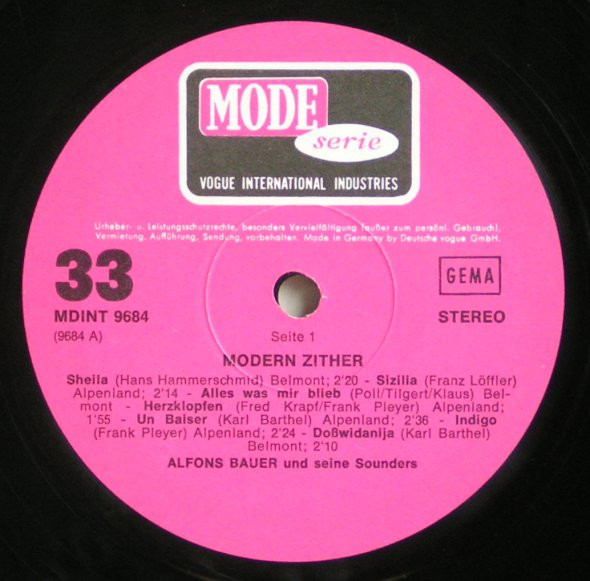 MODE
serie
VOGUE INTERNATIONAL INDUSTRIES
Urheber- u. Leistungsschutzrechte, besonders Vervielfältigung (außer zum persönl. Gebrauch),
Vermietung, Aufführung, Sendung, vorbehalten. Made in Germany by Deutsche vogue GmbH.
33
MDINT 9684
(9684 A)
GEMA
STEREO
Seite 1
MODERN ZITHER
Sheila (Hans Hammerschmid) Belmont; 2'20 - Sizilia (Franz Löffler)
Alpenland; 2'14 - Alles was mir blieb (Poll/Tilgert/Klaus) Bel-
mont - Herzklopfen (Fred Krapf/Frank Pleyer) Alpenland;
1'55 - Un Baiser (Karl Barthel) Alpenland; 2'36 - Indigo
(Frank Pleyer) Alpenland; 2'24 - Doßwidanija (Karl Barthel)
Belmont; 2'10
ALFONS BAUER und seine Sounders